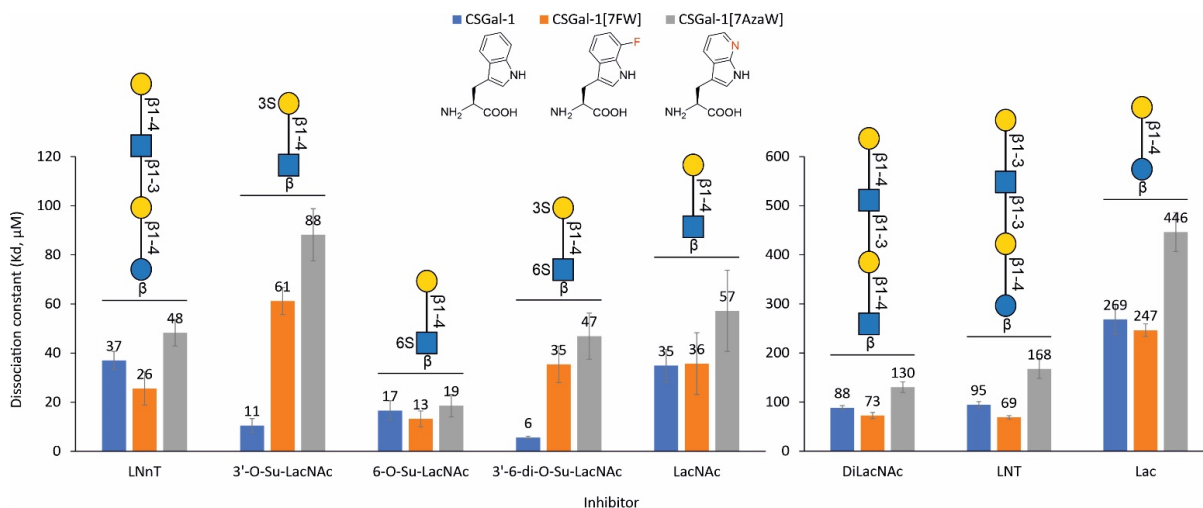 CSGal-1 CSGal-1[7FW] CSGal-1[7AzaW]
NH F NH N NH
NH₂ COOH NH₂ COOH NH₂ COOH
Dissociation constant (Kd, µM)
120
100
80
60
40
20
0
β1-4
β1-3
β1-4
β
37 26 48
LNnT
3S
β1-4
β
11 61 88
3'-O-Su-LacNAc
β1-4
6S
β
17 13 19
6-O-Su-LacNAc
3S
β1-4
6S
β
6 35 47
3'-6-di-O-Su-LacNAc
β1-4
β
35 36 57
LacNAc
600
500
400
300
200
100
0
β1-4
β1-3
β1-4
β
88 73 130
DiLacNAc
β1-3
β1-3
β1-4
β
95 69 168
LNT
β1-4
β
269 247 446
Lac
Inhibitor